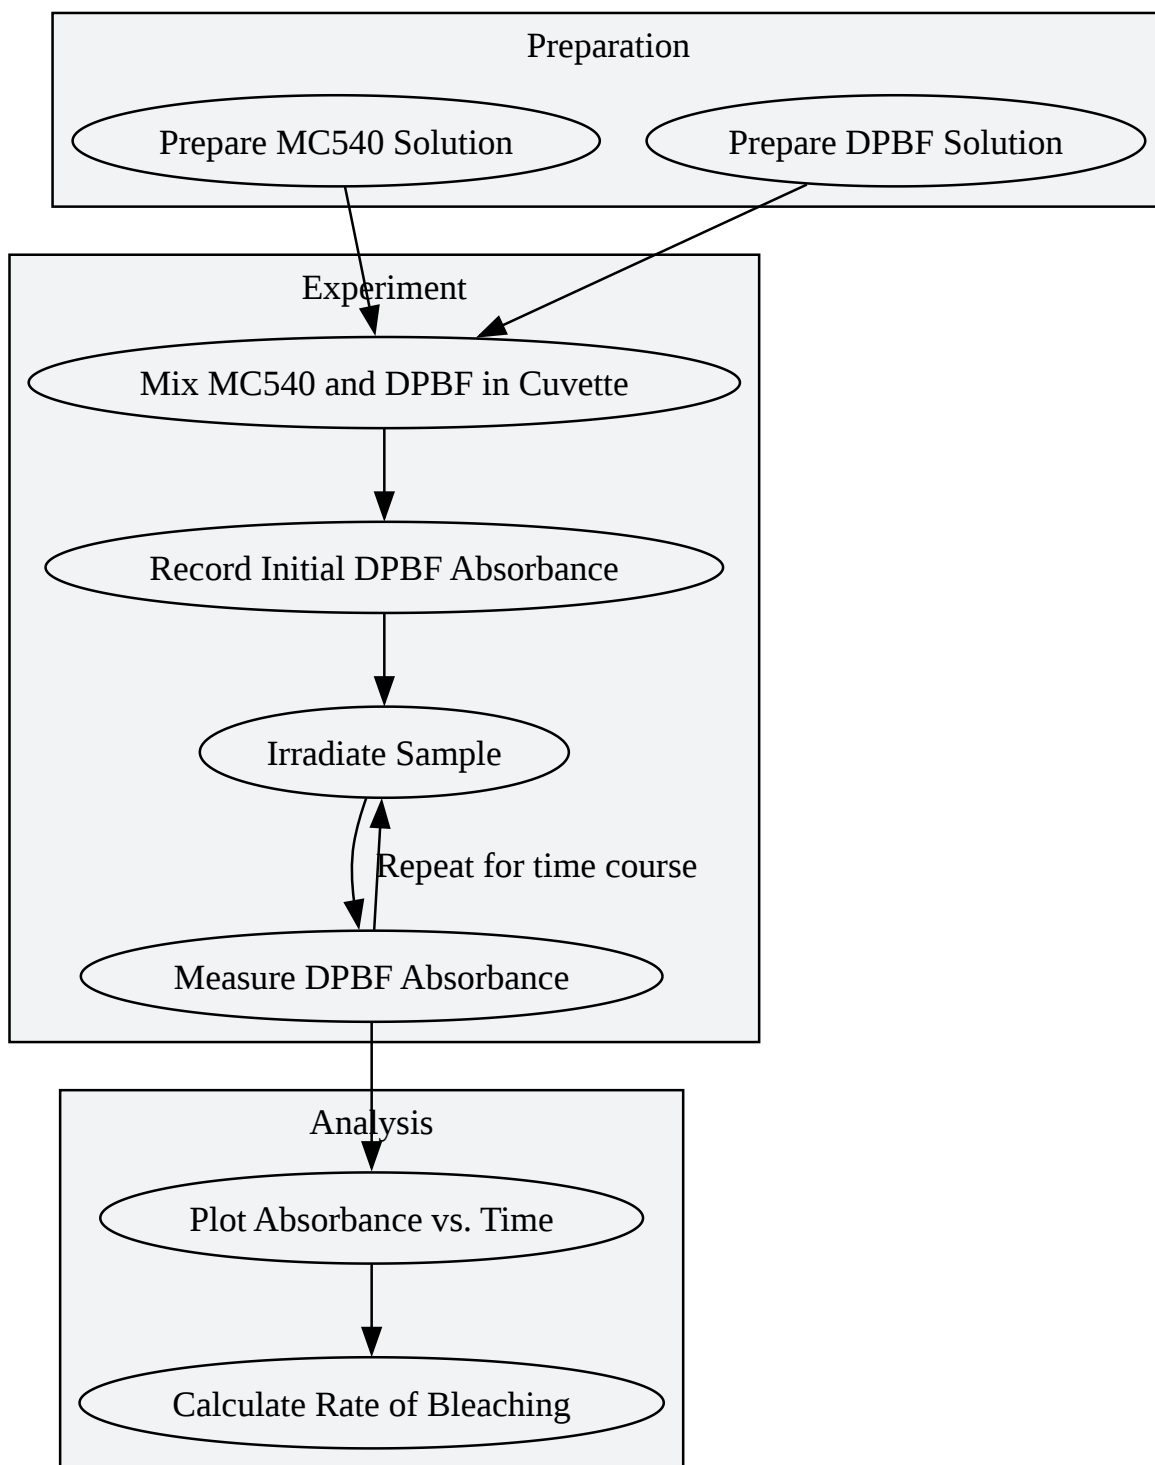 Preparation
Prepare MC540 Solution
Prepare DPBF Solution
Experiment
Mix MC540 and DPBF in Cuvette
Record Initial DPBF Absorbance
Irradiate Sample
Repeat for time course
Measure DPBF Absorbance
Analysis
Plot Absorbance vs. Time
Calculate Rate of Bleaching